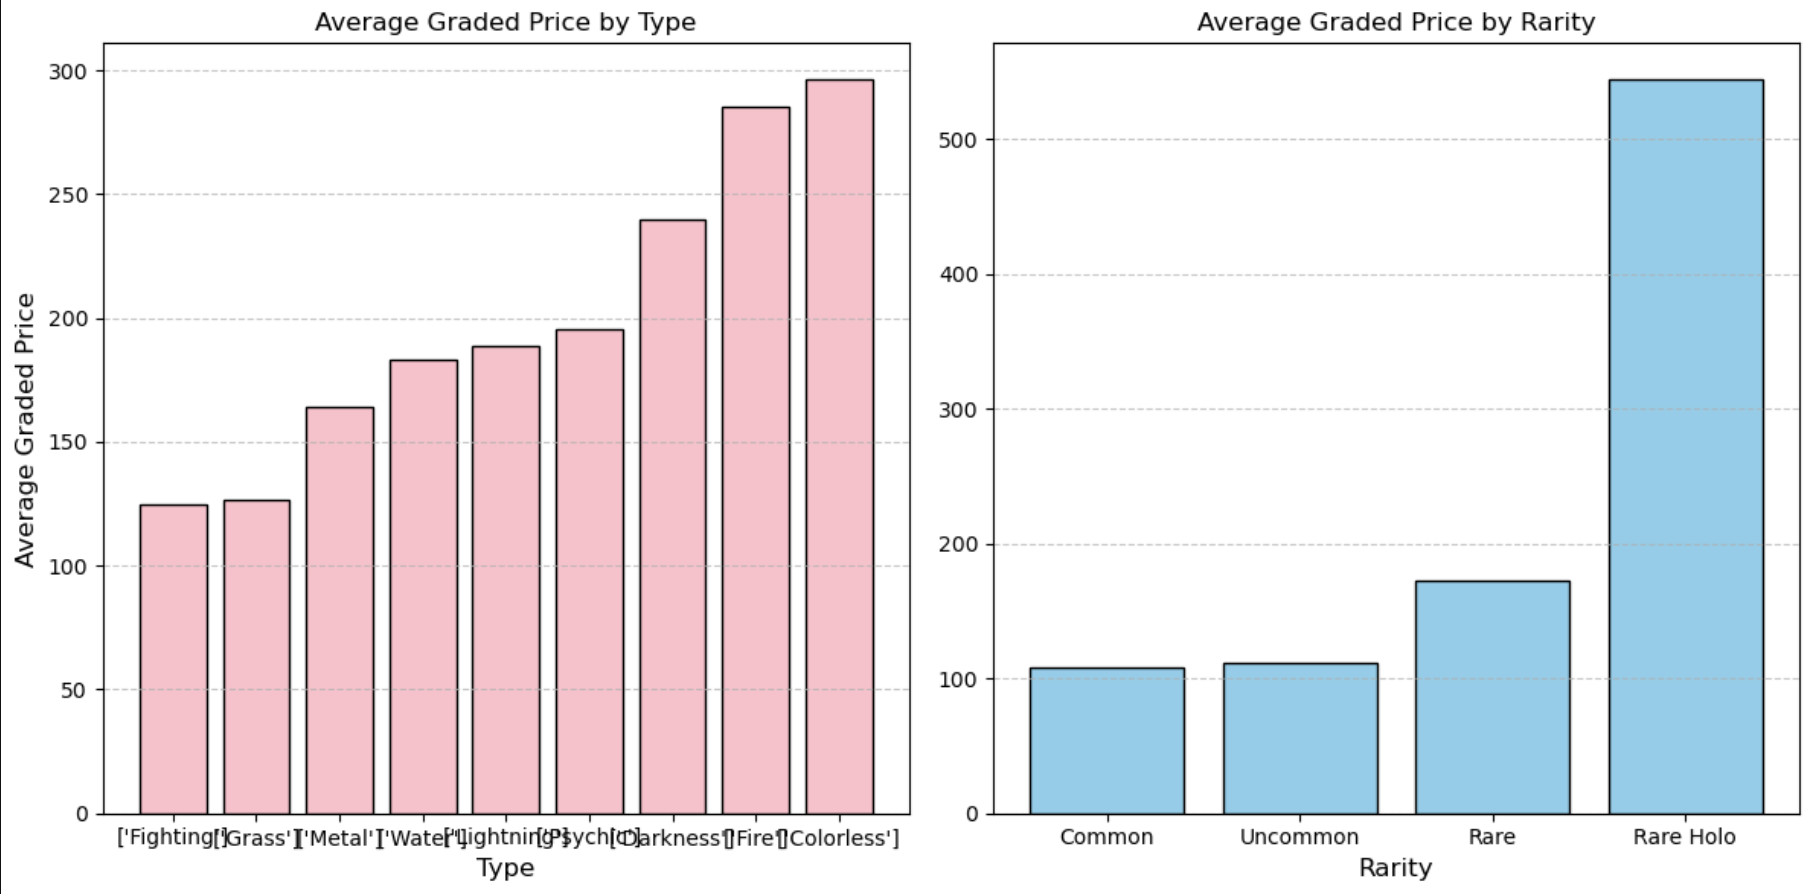 Average Graded Price by Type
Average Graded Price
300
250
200
150
100
50
0
['Fighting'] ['Grass'] ['Metal'] ['Water'] ['Lightning'] ['Psychic'] ['Darkness'] ['Fire'] ['Colorless']
Type
Average Graded Price by Rarity
500
400
300
200
100
0
Common Uncommon Rare Rare Holo
Rarity